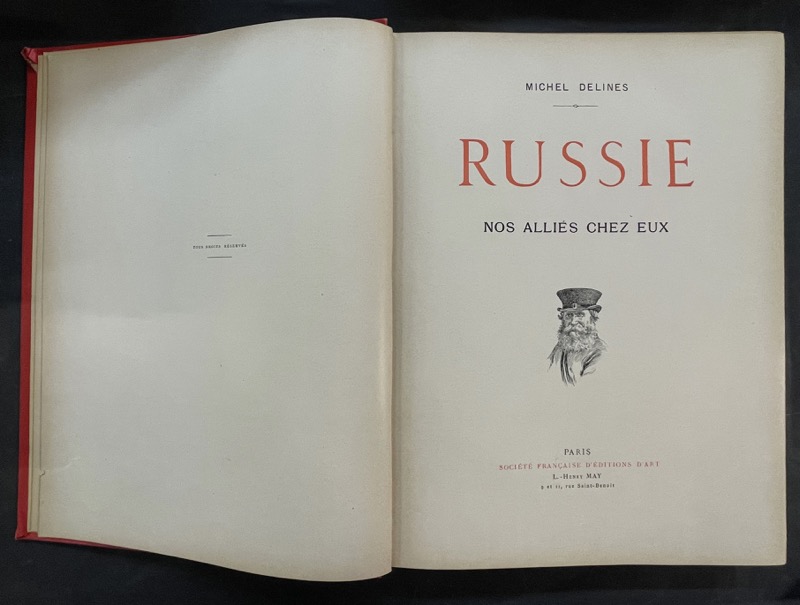 TOUS DROITS RÉSERVÉS
MICHEL DELINES
RUSSIE
NOS ALLIÉS CHEZ EUX
PARIS
SOCIÉTÉ FRANÇAISE D'ÉDITIONS D'ART
L.-HENRY MAY
9 et 11, rue Saint-Benoît